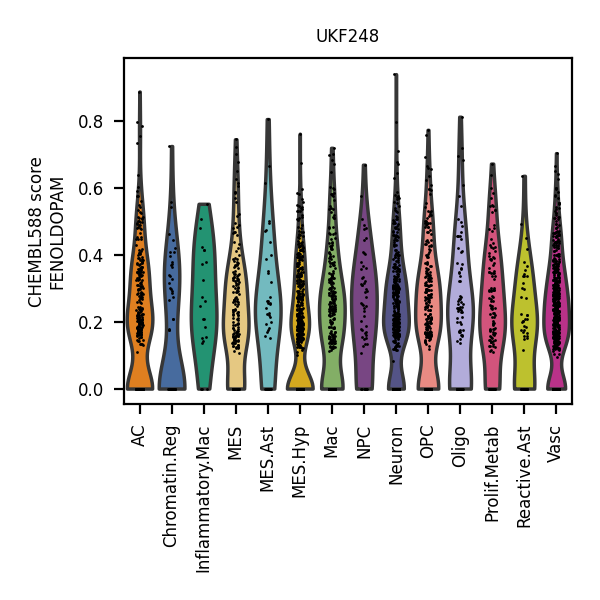 UKF248
CHEMBL588 score
FENOLDOPAM
0.8
0.6
0.4
0.2
0.0
AC
Chromatin.Reg
Inflammatory.Mac
MES
MES.Ast
MES.Hyp
Mac
NPC
Neuron
OPC
Oligo
Prolif.Metab
Reactive.Ast
Vasc